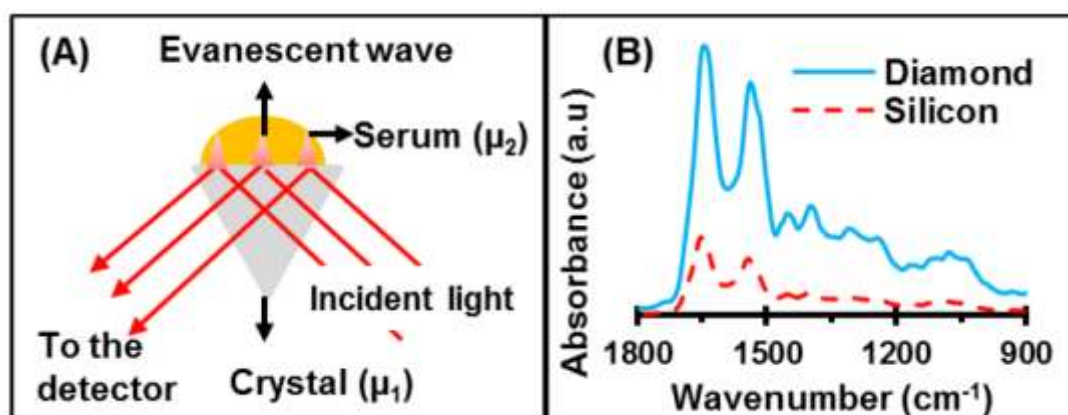 (A)
Evanescent wave
Serum (μ₂)
Incident light
To the
detector
Crystal (μ₁)
(B)
Diamond
Silicon
Absorbance (a.u)
1800 1500 1200 900
Wavenumber (cm⁻¹)